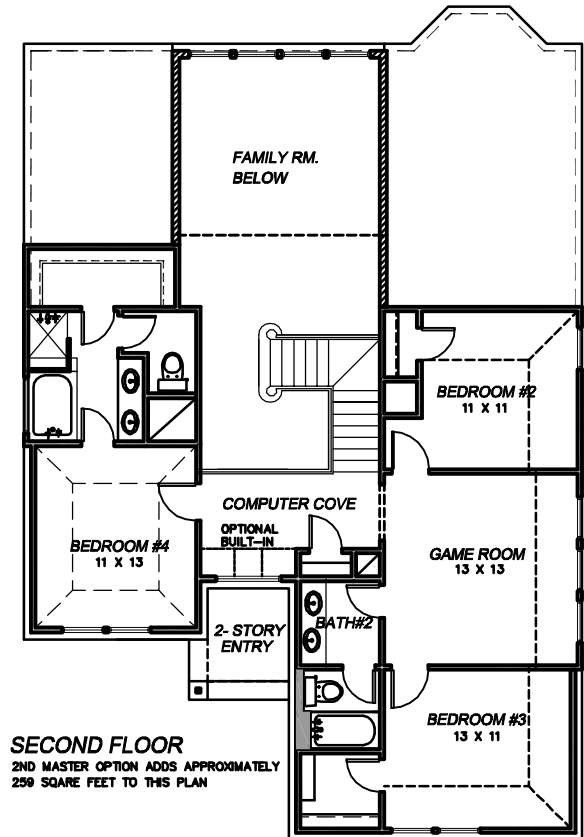 FAMILY RM.
BELOW
BEDROOM #2
11 X 11
COMPUTER COVE
OPTIONAL
BUILT-IN
BEDROOM #4
11 X 13
GAME ROOM
13 X 13
2- STORY
ENTRY
BATH#2
BEDROOM #3
13 X 11
SECOND FLOOR
2ND MASTER OPTION ADDS APPROXIMATELY
259 SQARE FEET TO THIS PLAN